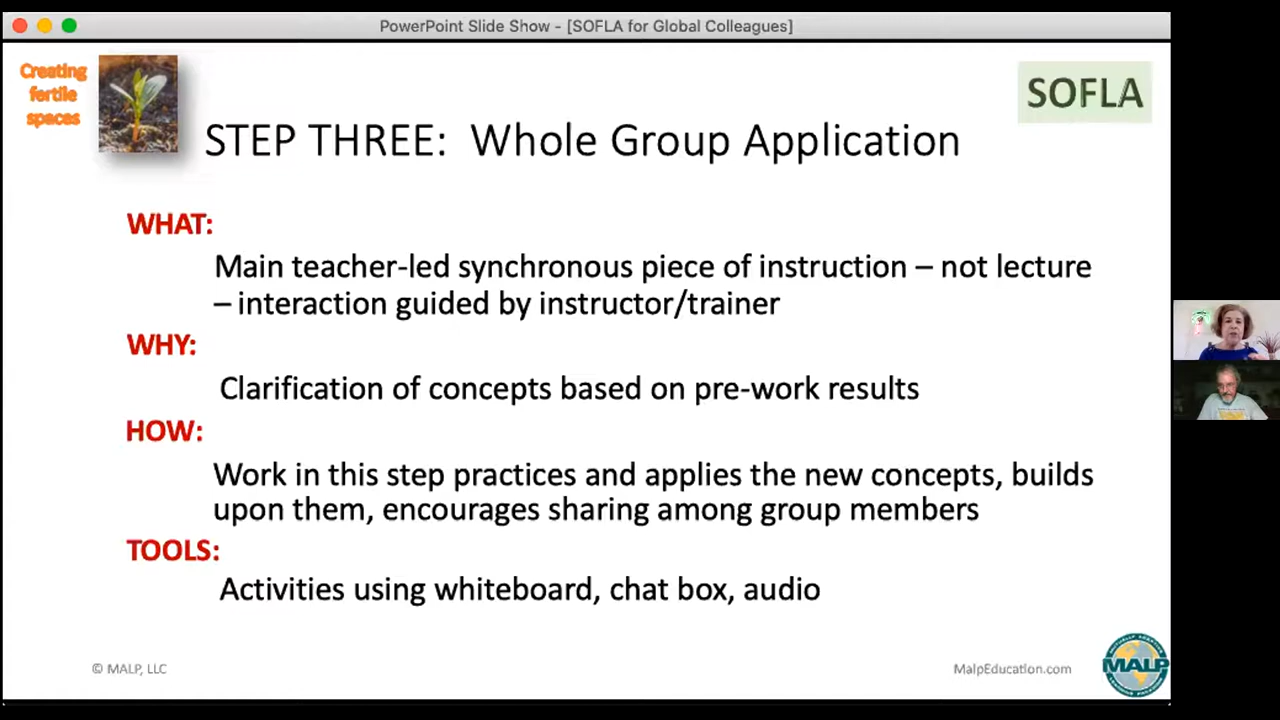 PowerPoint Slide Show - [SOFLA for Global Colleagues]
Creating
fertile
spaces
SOFLA
STEP THREE: Whole Group Application
WHAT:
Main teacher-led synchronous piece of instruction – not lecture
– interaction guided by instructor/trainer
WHY:
Clarification of concepts based on pre-work results
HOW:
Work in this step practices and applies the new concepts, builds
upon them, encourages sharing among group members
TOOLS:
Activities using whiteboard, chat box, audio
© MALP, LLC
MalpEducation.com
MALP